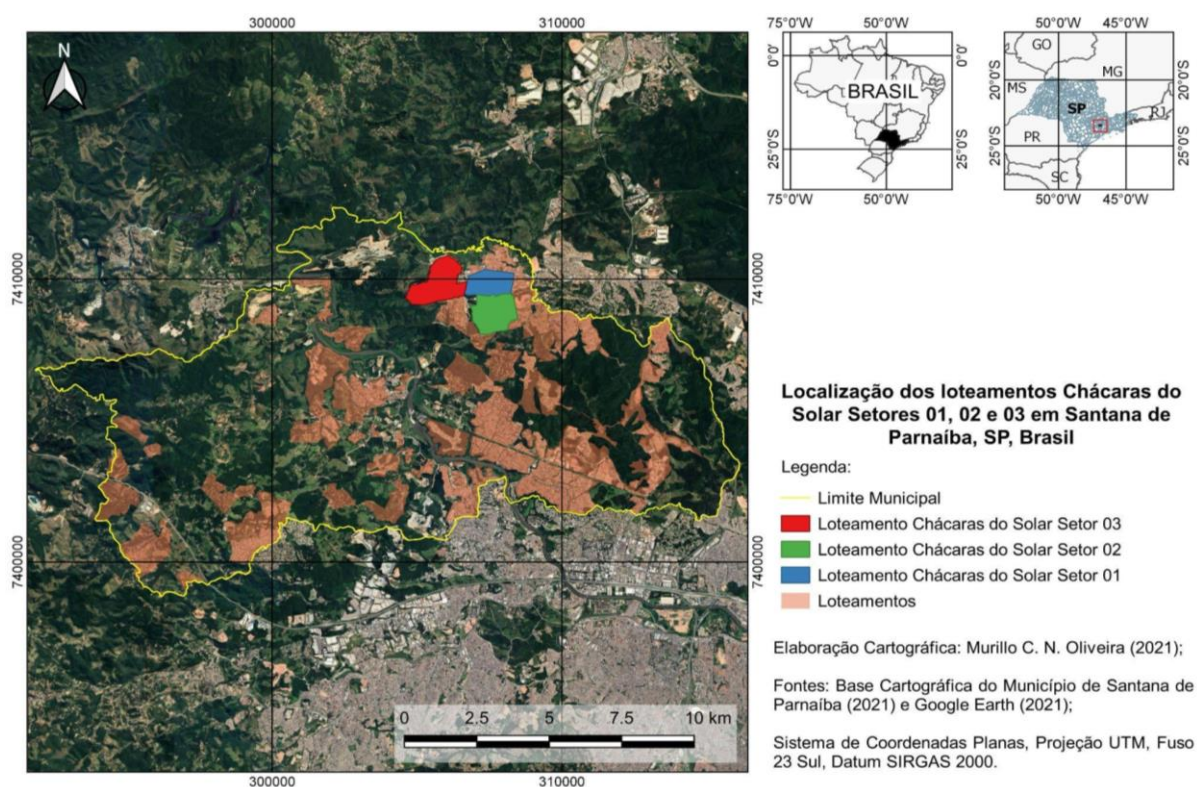 300000 310000
N
7410000 7410000
7400000 7400000
0 2.5 5 7.5 10 km
300000 310000
75°0'W 50°0'W
0°0' 0°0'
BRASIL
25°0'S 25°0'S
75°0'W 50°0'W
50°0'W 45°0'W
GO
MG
20°0'S 20°0'S
MS
SP
RJ
PR
25°0'S 25°0'S
SC
50°0'W 45°0'W
Localização dos loteamentos Chácaras do
Solar Setores 01, 02 e 03 em Santana de
Parnaíba, SP, Brasil
Legenda:
Limite Municipal
Loteamento Chácaras do Solar Setor 03
Loteamento Chácaras do Solar Setor 02
Loteamento Chácaras do Solar Setor 01
Loteamentos
Elaboração Cartográfica: Murillo C. N. Oliveira (2021);
Fontes: Base Cartográfica do Município de Santana de
Parnaíba (2021) e Google Earth (2021);
Sistema de Coordenadas Planas, Projeção UTM, Fuso
23 Sul, Datum SIRGAS 2000.